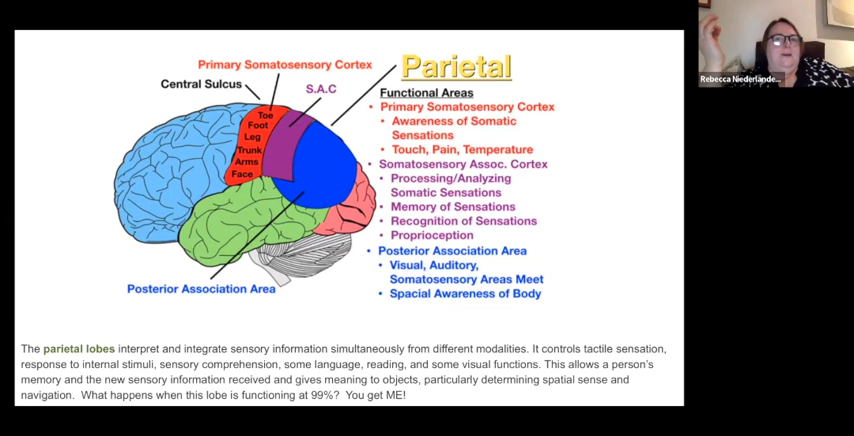 Primary Somatosensory Cortex
Central Sulcus
S.A.C
Toe
Foot
Leg
Trunk
Arms
Face
Posterior Association Area
Parietal
Functional Areas
• Primary Somatosensory Cortex
• Awareness of Somatic
Sensations
• Touch, Pain, Temperature
• Somatosensory Assoc. Cortex
• Processing/Analyzing
Somatic Sensations
• Memory of Sensations
• Recognition of Sensations
• Proprioception
• Posterior Association Area
• Visual, Auditory,
Somatosensory Areas Meet
• Spacial Awareness of Body
The parietal lobes interpret and integrate sensory information simultaneously from different modalities. It controls tactile sensation,
response to internal stimuli, sensory comprehension, some language, reading, and some visual functions. This allows a person's
memory and the new sensory information received and gives meaning to objects, particularly determining spatial sense and
navigation. What happens when this lobe is functioning at 99%? You get ME!
Rebecca Niederlande...